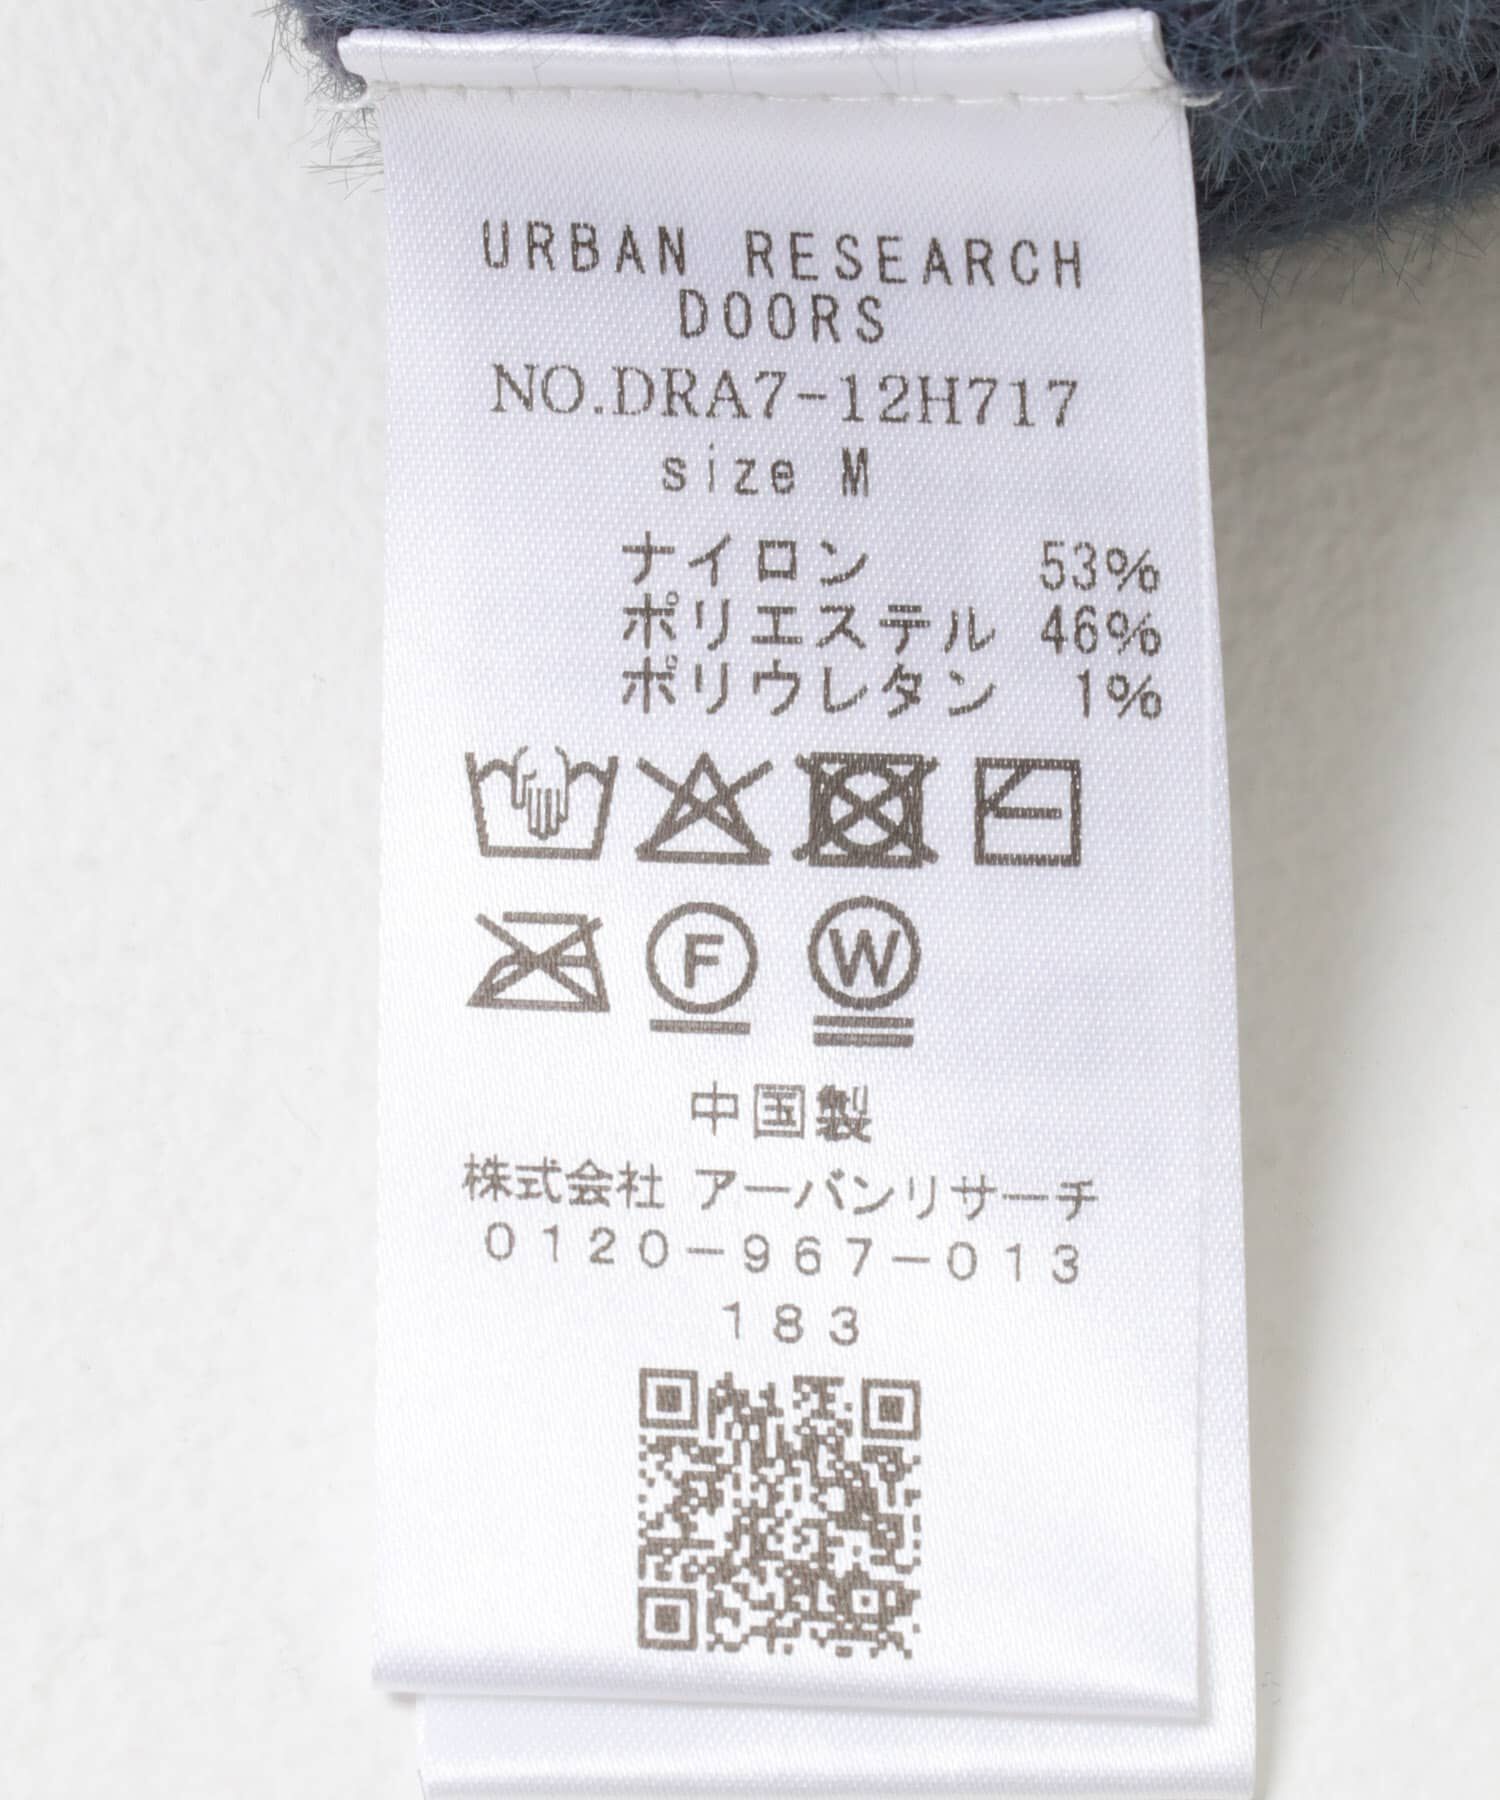 URBAN RESEARCH
DOORS
NO.DRA7-12H717
size M
ナイロン 53%
ポリエステル 46%
ポリウレタン 1%
F W
中国製
株式会社 アーバンリサーチ
0120-967-013
183